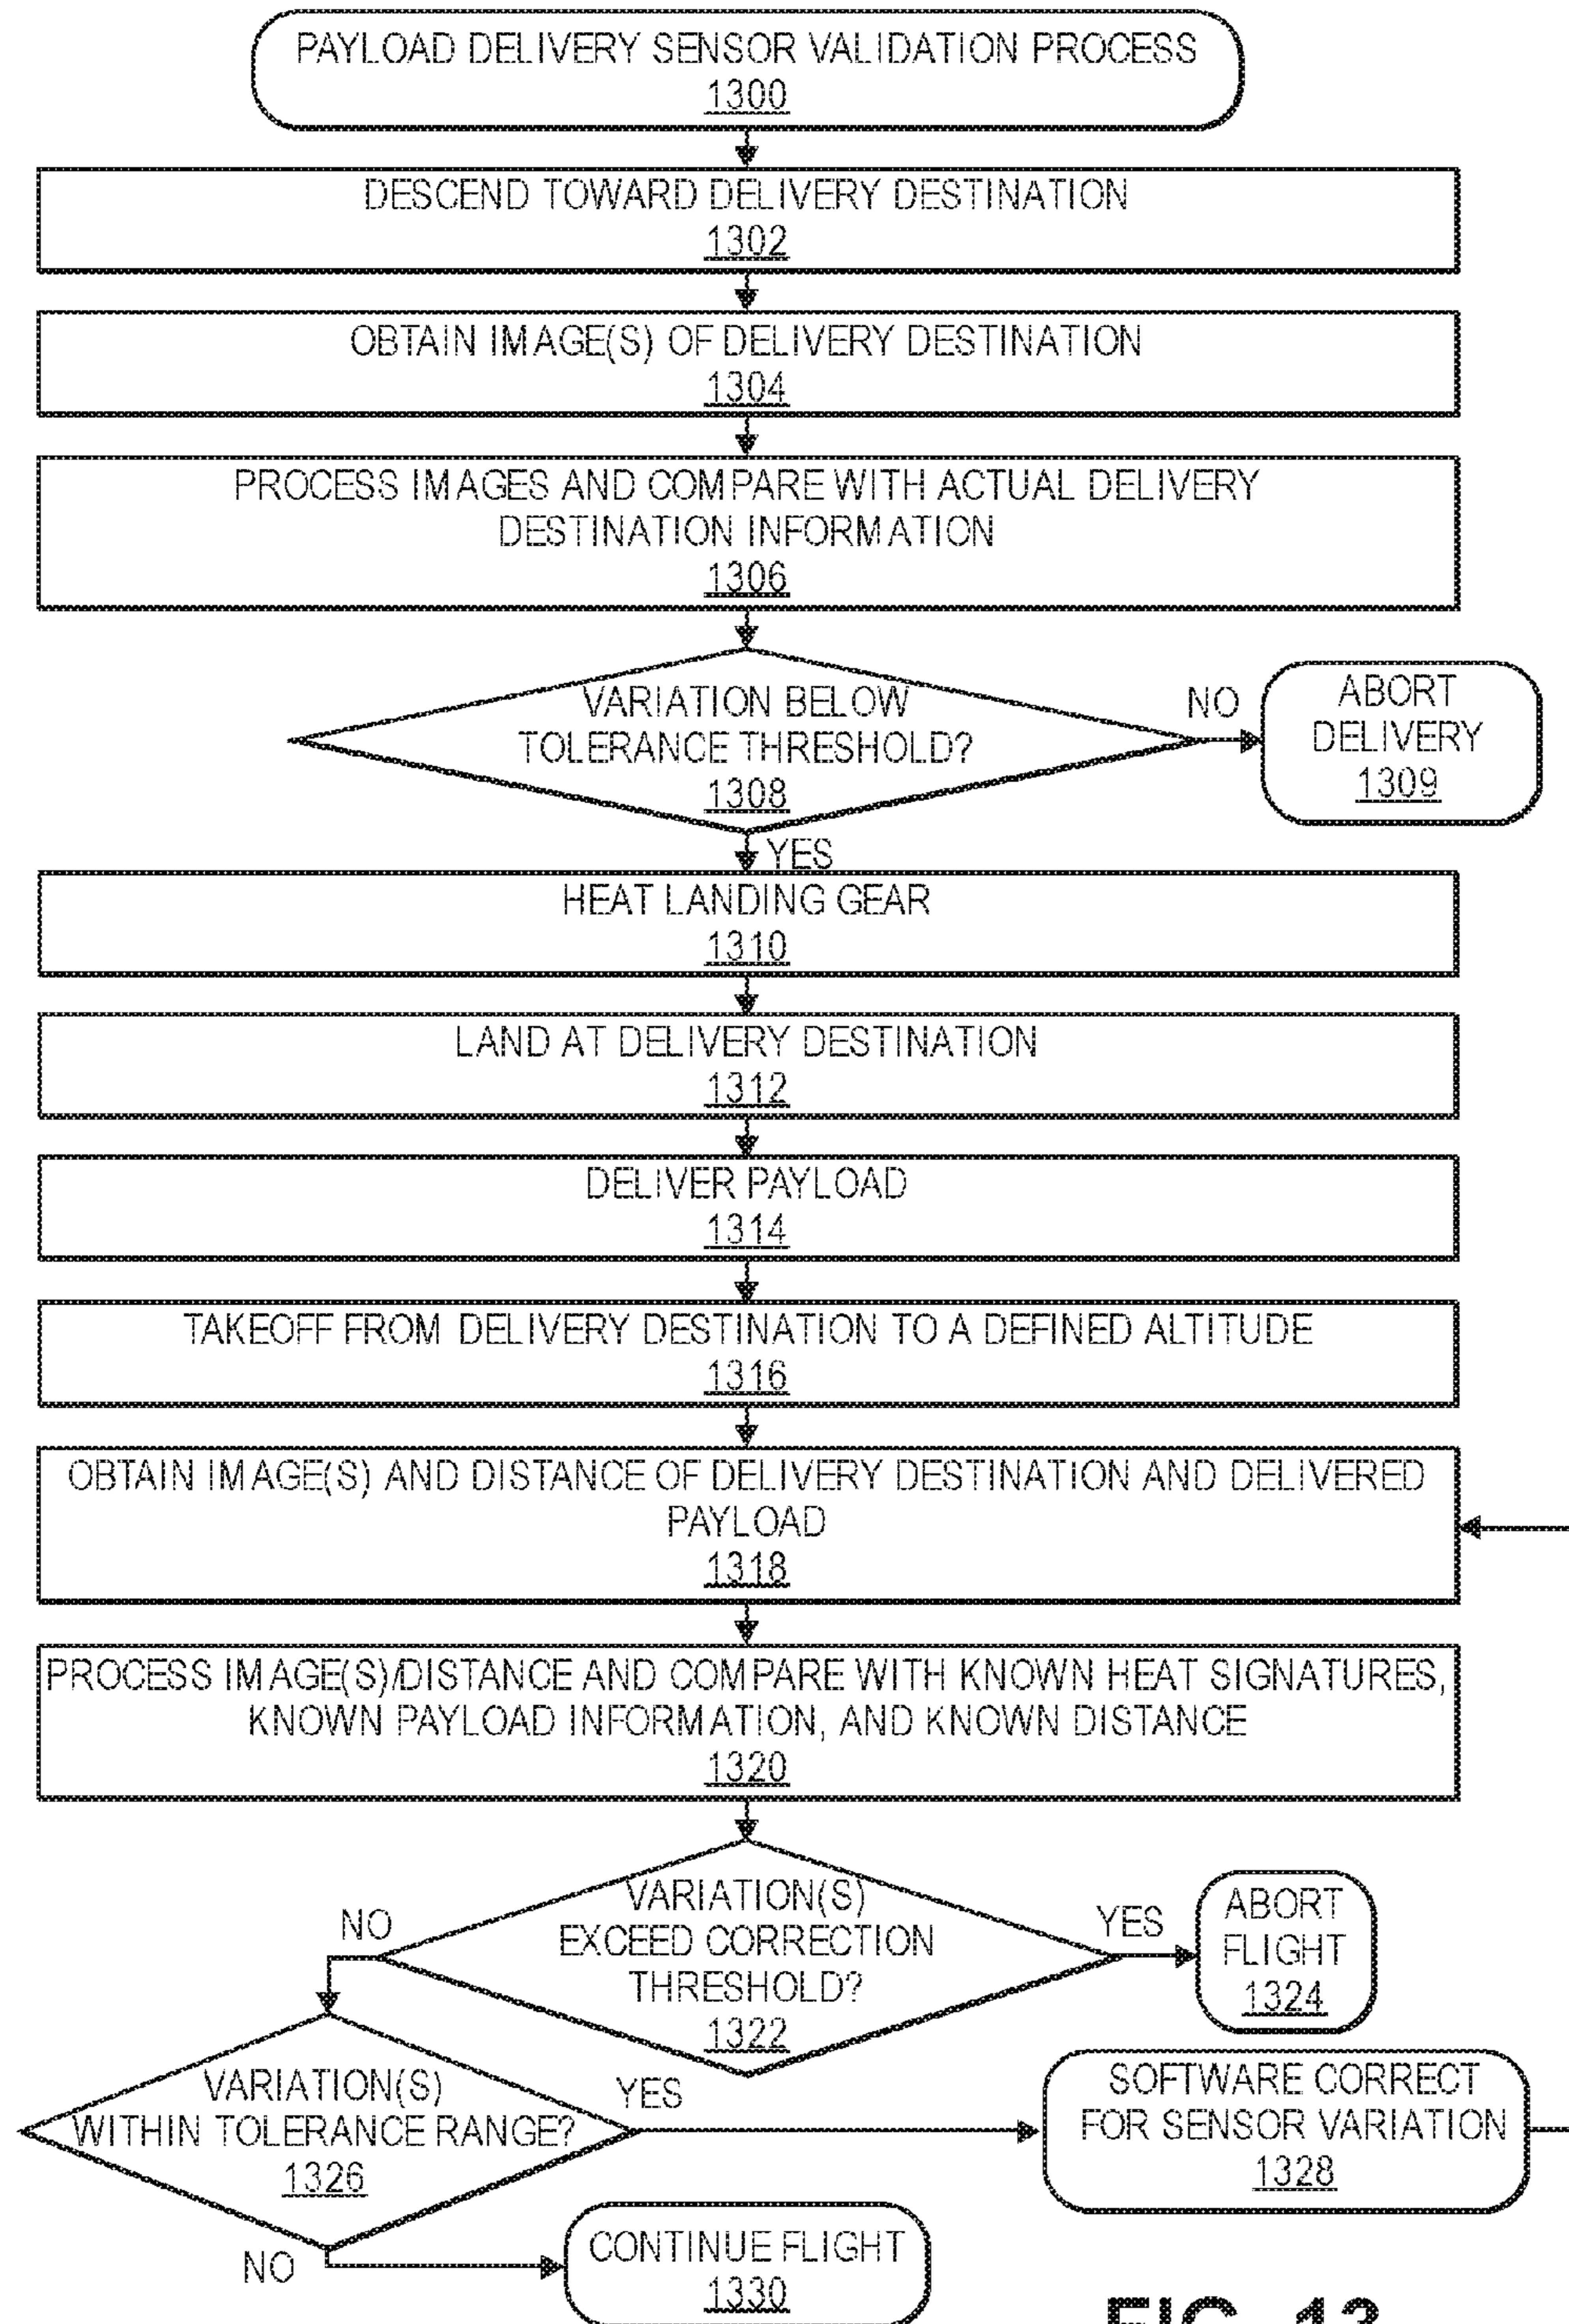 PAYLOAD DELIVERY SENSOR VALIDATION PROCESS
1300
DESCEND TOWARD DELIVERY DESTINATION
1302
OBTAIN IMAGE(S) OF DELIVERY DESTINATION
1304
PROCESS IMAGES AND COMPARE WITH ACTUAL DELIVERY
DESTINATION INFORMATION
1306
VARIATION BELOW
TOLERANCE THRESHOLD?
1308
NO
ABORT
DELIVERY
1309
YES
HEAT LANDING GEAR
1310
LAND AT DELIVERY DESTINATION
1312
DELIVER PAYLOAD
1314
TAKEOFF FROM DELIVERY DESTINATION TO A DEFINED ALTITUDE
1316
OBTAIN IMAGE(S) AND DISTANCE OF DELIVERY DESTINATION AND DELIVERED
PAYLOAD
1318
PROCESS IMAGE(S)/DISTANCE AND COMPARE WITH KNOWN HEAT SIGNATURES,
KNOWN PAYLOAD INFORMATION, AND KNOWN DISTANCE
1320
VARIATION(S)
EXCEED CORRECTION
THRESHOLD?
1322
NO
YES
ABORT
FLIGHT
1324
VARIATION(S)
WITHIN TOLERANCE RANGE?
1326
YES
SOFTWARE CORRECT
FOR SENSOR VARIATION
1328
NO
CONTINUE FLIGHT
1330
FIG. 13